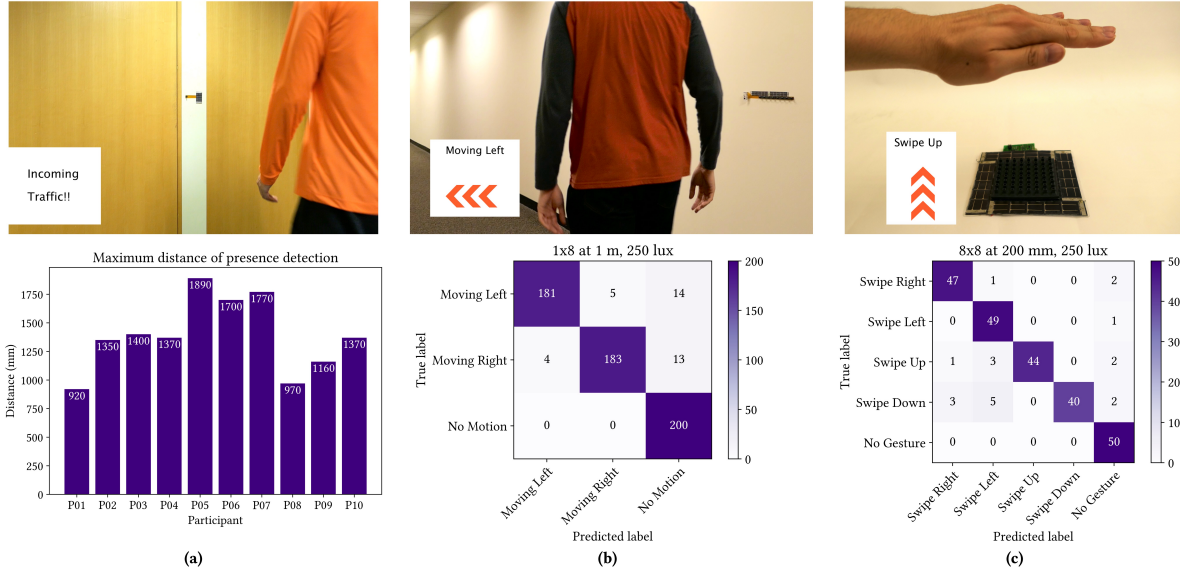 Incoming
Traffic!!
Moving Left
Swipe Up
Maximum distance of presence detection
Distance (mm)
1750
1500
1250
1000
750
500
250
0
920
1350
1400
1370
1890
1700
1770
970
1160
1370
P01 P02 P03 P04 P05 P06 P07 P08 P09 P10
Participant
(a)
1x8 at 1 m, 250 lux
True label
Moving Left 181 5 14
Moving Right 4 183 13
No Motion 0 0 200
Moving Left Moving Right No Motion
Predicted label
200
150
100
50
0
(b)
8x8 at 200 mm, 250 lux
True label
Swipe Right 47 1 0 0 2
Swipe Left 0 49 0 0 1
Swipe Up 1 3 44 0 2
Swipe Down 3 5 0 40 2
No Gesture 0 0 0 0 50
Swipe Right Swipe Left Swipe Up Swipe Down No Gesture
Predicted label
50
40
30
20
10
0
(c)